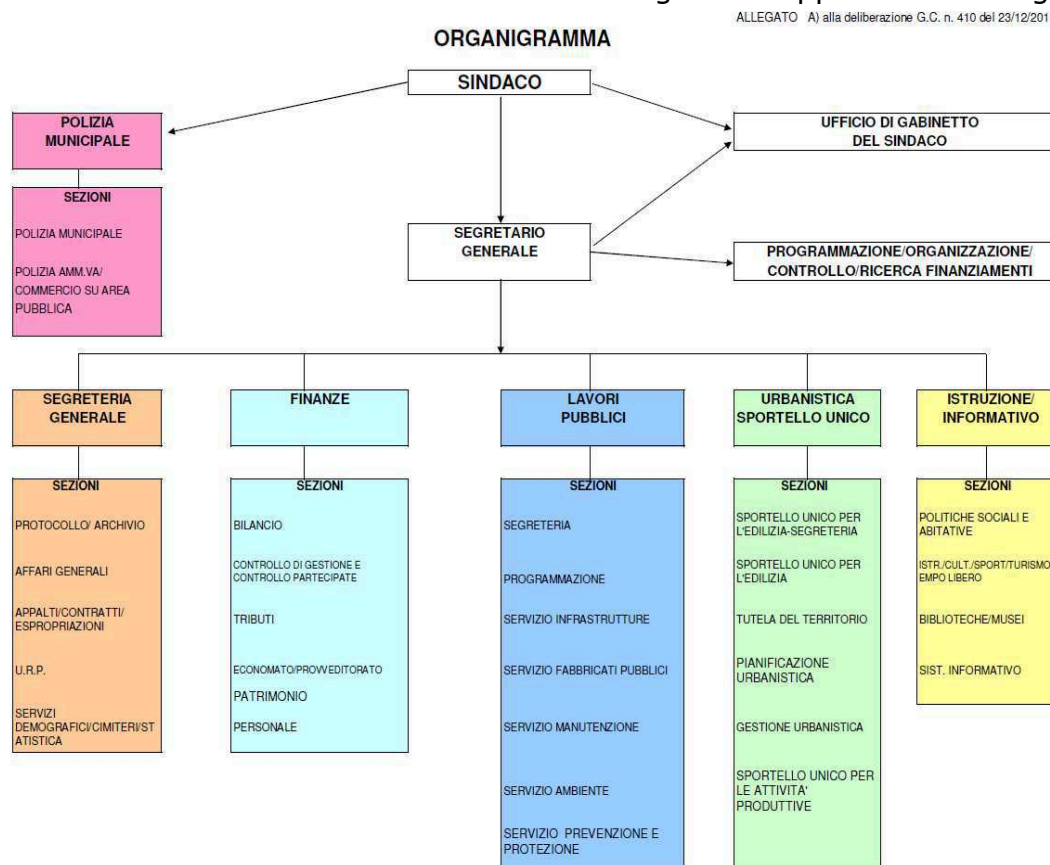 ALLEGATO A) alla deliberazione G.C. n. 410 del 23/12/201
ORGANIGRAMMA
SINDACO
POLIZIA
MUNICIPALE
UFFICIO DI GABINETTO
DEL SINDACO
SEZIONI
POLIZIA MUNICIPALE
POLIZIA AMM.VA/
COMMERCIO SU AREA
PUBBLICA
SEGRETARIO
GENERALE
PROGRAMMAZIONE/ORGANIZZAZIONE/
CONTROLLO/RICERCA FINANZIAMENTI
SEGRETERIA
GENERALE
SEZIONI
PROTOCOLLO/ ARCHIVIO
AFFARI GENERALI
APPALTI/CONTRATTI/
ESPROPRIAZIONI
U.R.P.
SERVIZI
DEMOGRAFICI/CIMITERI/ST
ATISTICA
FINANZE
SEZIONI
BILANCIO
CONTROLLO DI GESTIONE E
CONTROLLO PARTECIPATE
TRIBUTI
ECONOMATO/PROVVEDITORATO
PATRIMONIO
PERSONALE
LAVORI
PUBBLICI
SEZIONI
SEGRETERIA
PROGRAMMAZIONE
SERVIZIO INFRASTRUTTURE
SERVIZIO FABBRICATI PUBBLICI
SERVIZIO MANUTENZIONE
SERVIZIO AMBIENTE
SERVIZIO PREVENZIONE E
PROTEZIONE
URBANISTICA
SPORTELLO UNICO
SEZIONI
SPORTELLO UNICO PER
L'EDILIZIA-SEGRETERIA
SPORTELLO UNICO PER
L'EDILIZIA
TUTELA DEL TERRITORIO
PIANIFICAZIONE
URBANISTICA
GESTIONE URBANISTICA
SPORTELLO UNICO PER
LE ATTIVITA'
PRODUTTIVE
ISTRUZIONE/
INFORMATIVO
SEZIONI
POLITICHE SOCIALI E
ABITATIVE
ISTR./CULT./SPORT/TURISMO
EMPO LIBERO
BIBLIOTECHE/MUSEI
SIST. INFORMATIVO